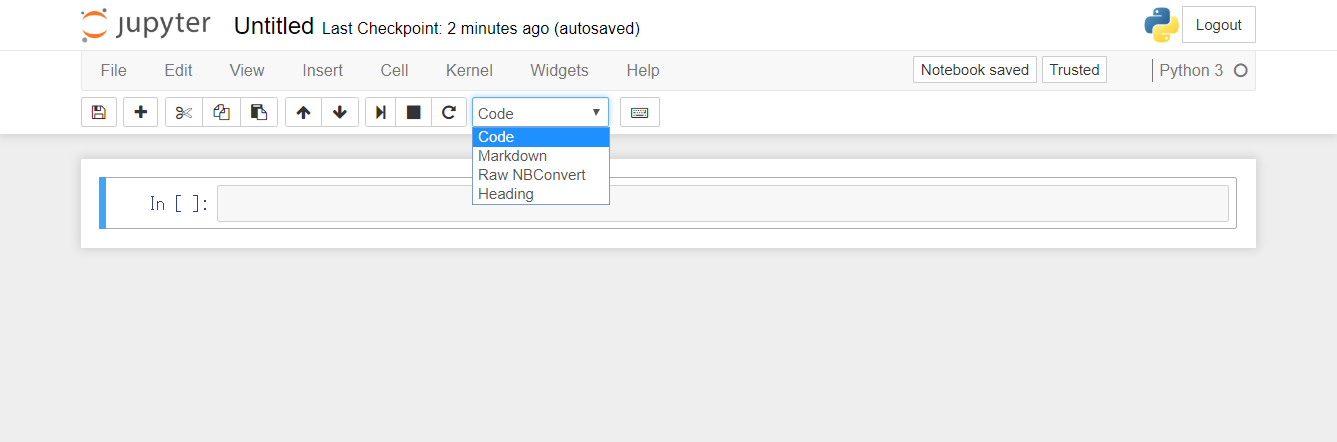 jupyter Untitled Last Checkpoint: 2 minutes ago (autosaved) Logout
File Edit View Insert Cell Kernel Widgets Help Notebook saved Trusted Python 3
Code
Code
Markdown
Raw NBConvert
Heading
In [ ]: